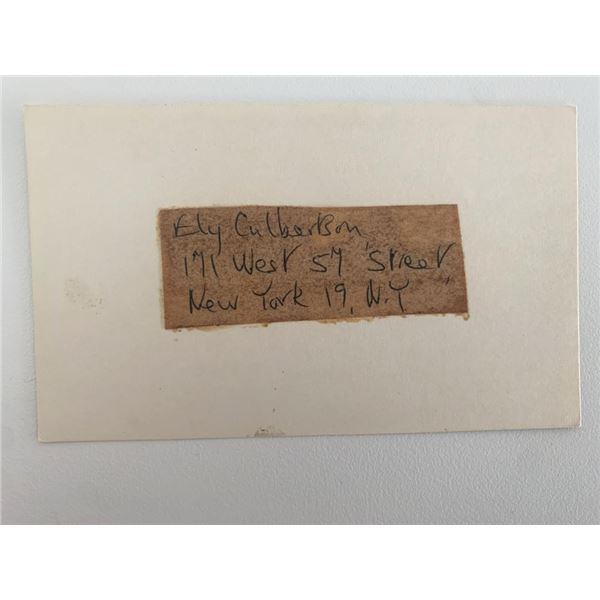 Ely Culbertson,
171 West 57 Street,
New York 19, N.Y